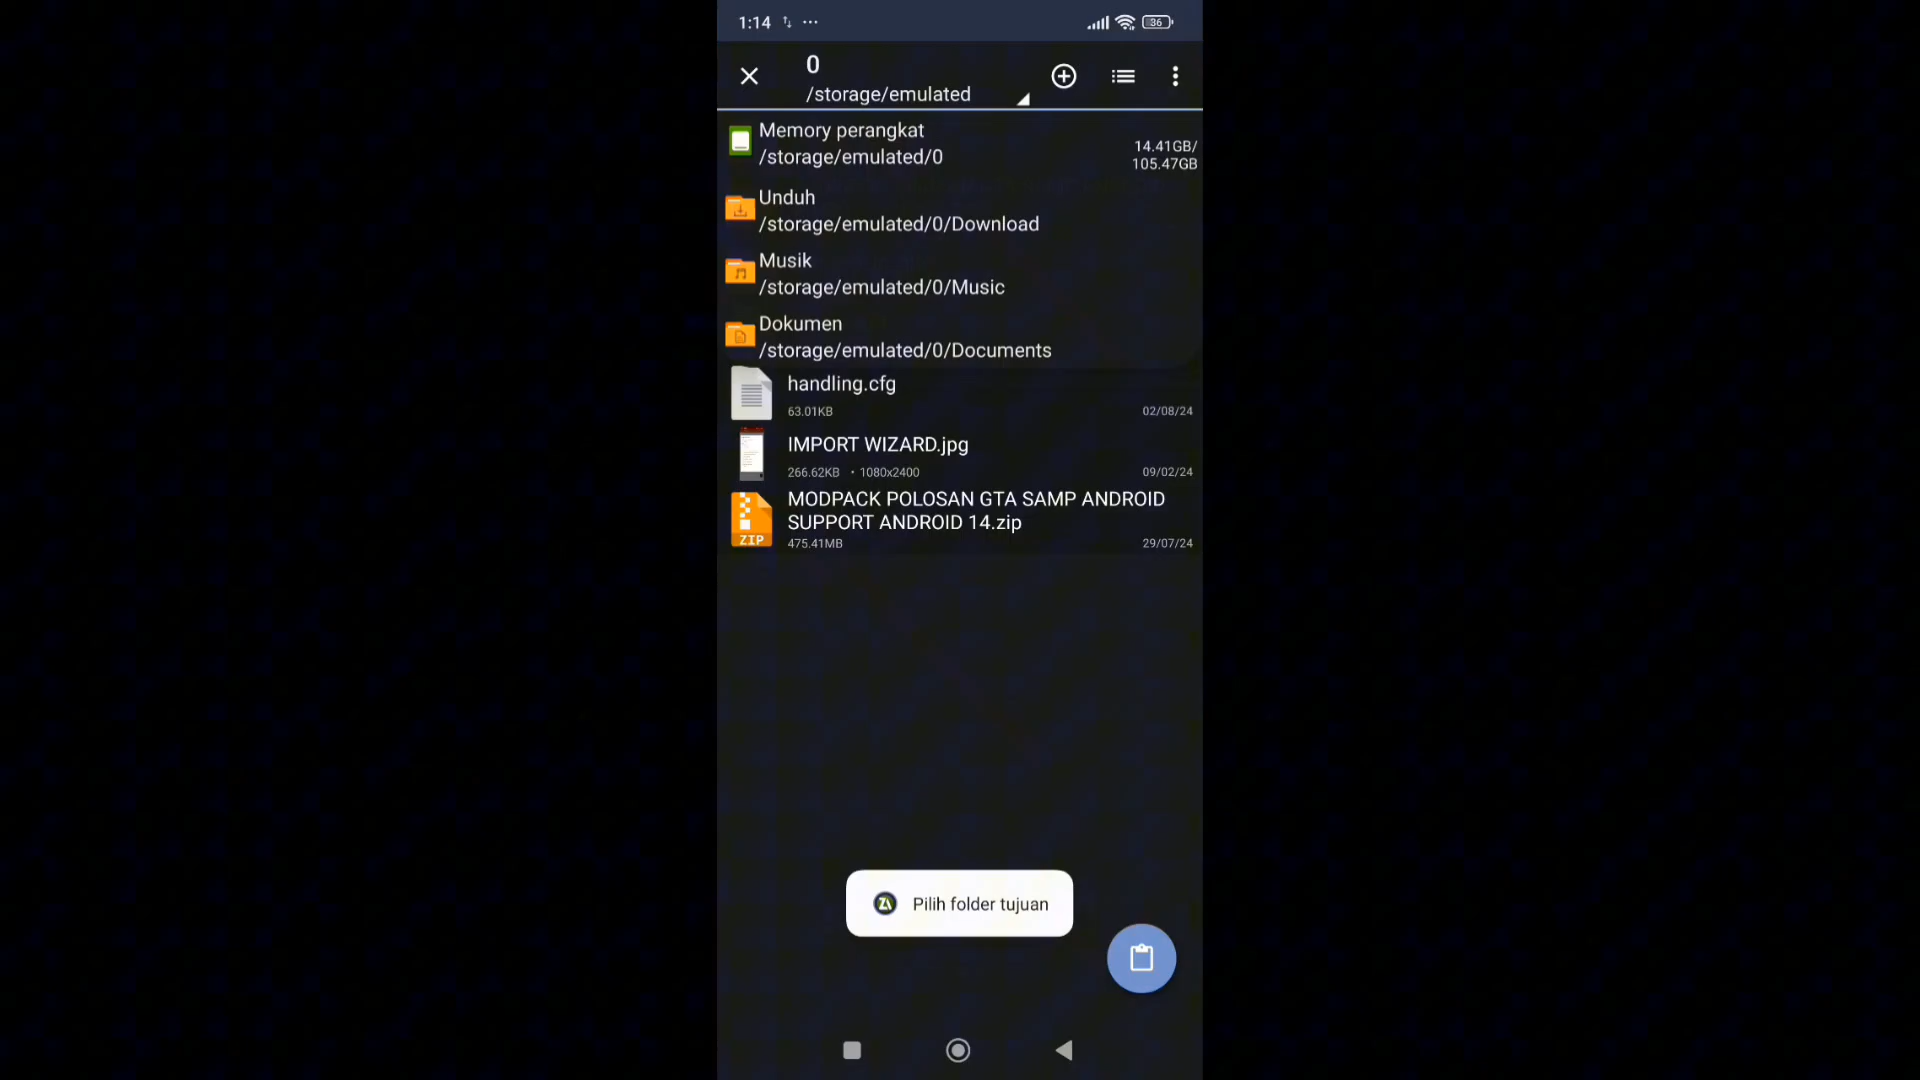 1:14
36
0
/storage/emulated
Memory perangkat
/storage/emulated/0
14.41GB/
105.47GB
Unduh
/storage/emulated/0/Download
Musik
/storage/emulated/0/Music
Dokumen
/storage/emulated/0/Documents
handling.cfg
63.01KB
02/08/24
IMPORT WIZARD.jpg
266.62KB • 1080x2400
09/02/24
MODPACK POLOSAN GTA SAMP ANDROID
SUPPORT ANDROID 14.zip
ZIP
475.41MB
29/07/24
ZA
Pilih folder tujuan